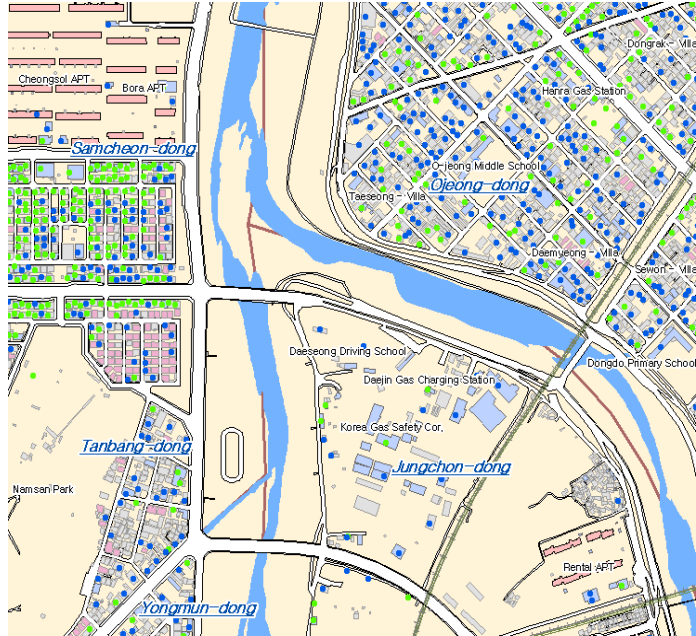 Dongrak - Villa
Cheongsol APT
Bora APT
Hanra Gas Station
Samcheon-dong
O-jeong Middle School
Ojeong-dong
Taeseong - Villa
Daemyeong - Villa
Sewon - Villa
Daeseong Driving School
Dongdo Primary School
Daejin Gas Charging Station
Korea Gas Safety Cor.
Tanbang -dong
Jungchon-dong
Namsan Park
Rental APT
Yongmun-dong